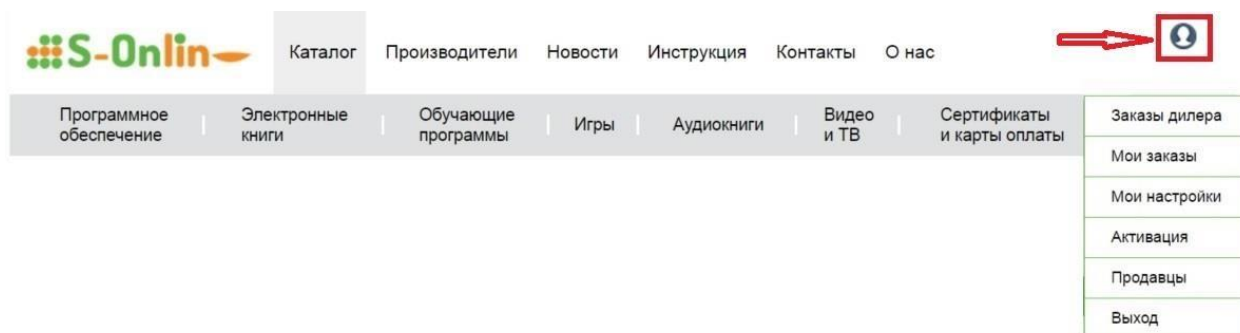 S-Onlin
Каталог
Производители
Новости
Инструкция
Контакты
О нас
Программное
обеспечение
Электронные
книги
Обучающие
программы
Игры
Аудиокниги
Видео
и ТВ
Сертификаты
и карты оплаты
Заказы дилера
Мои заказы
Мои настройки
Активация
Продавцы
Выход